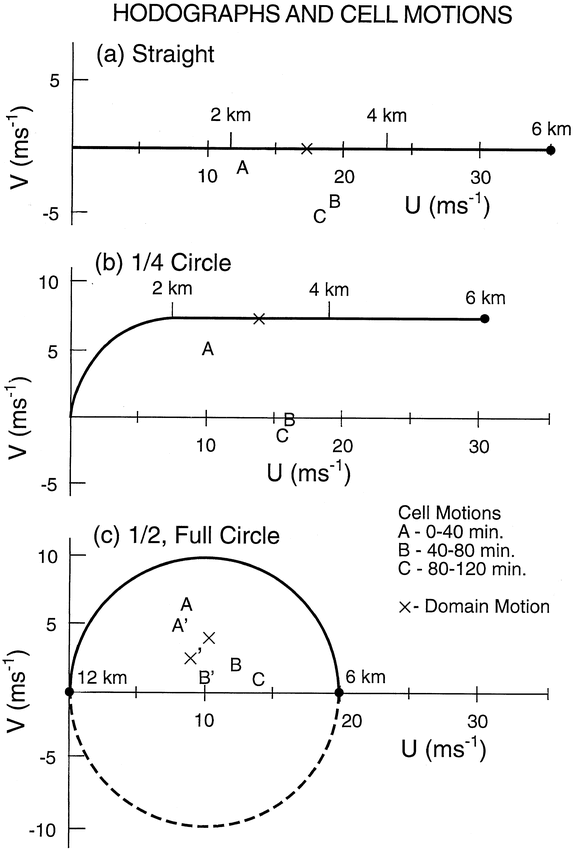 HODOGRAPHS AND CELL MOTIONS
(a) Straight
5
2 km
4 km
6 km
V (ms⁻¹)
10
20
30
A
B
C
U (ms⁻¹)
-5
(b) 1/4 Circle
10
2 km
4 km
6 km
A
5
V (ms⁻¹)
B
C
10
20
30
U (ms⁻¹)
-5
Cell Motions
A - 0-40 min.
B - 40-80 min.
C - 80-120 min.
×- Domain Motion
(c) 1/2, Full Circle
10
A
5
A’
×
×’
B
12 km
B’
C
6 km
V (ms⁻¹)
10
20
30
U (ms⁻¹)
-5
-10